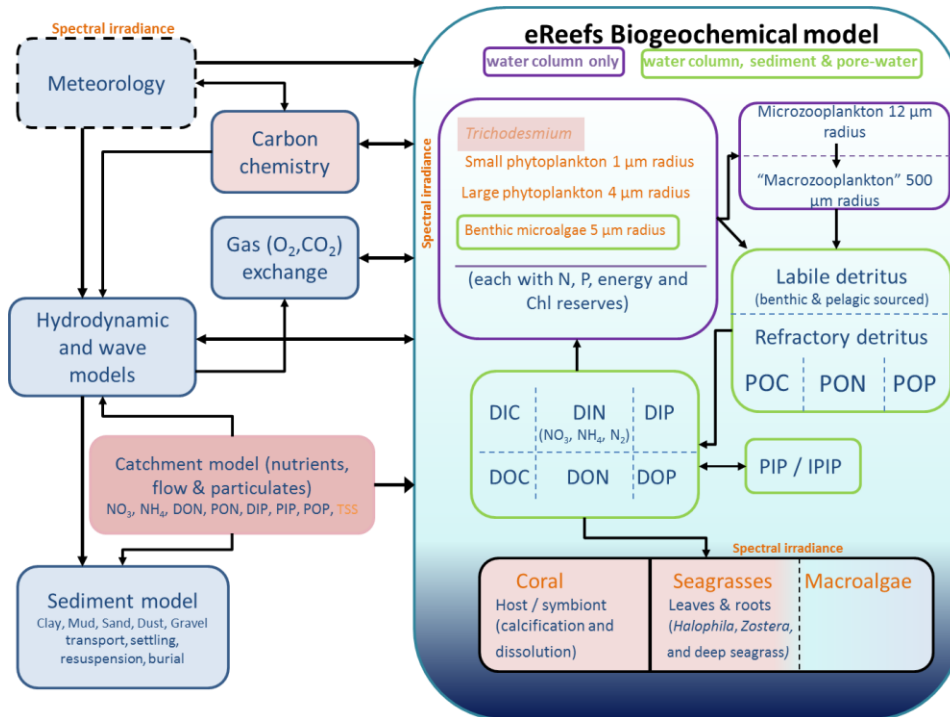 Spectral irradiance
Meteorology
Carbon
chemistry
Gas (O₂,CO₂)
exchange
Hydrodynamic
and wave
models
Catchment model (nutrients,
flow & particulates)
NO₃, NH₄, DON, PON, DIP, PIP, POP, TSS
Sediment model
Clay, Mud, Sand, Dust, Gravel
transport, settling,
resuspension, burial
eReefs Biogeochemical model
water column only
water column, sediment & pore-water
Spectral irradiance
Trichodesmium
Small phytoplankton 1 µm radius
Large phytoplankton 4 µm radius
Benthic microalgae 5 µm radius
(each with N, P, energy and
Chl reserves)
Microzooplankton 12 µm
radius
“Macrozooplankton” 500
µm radius
Labile detritus
(benthic & pelagic sourced)
Refractory detritus
POC PON POP
DIC DIN DIP
(NO₃, NH₄, N₂)
DOC DON DOP
PIP / IPIP
Spectral irradiance
Coral
Host / symbiont
(calcification and
dissolution)
Seagrasses
Leaves & roots
(Halophila, Zostera,
and deep seagrass)
Macroalgae